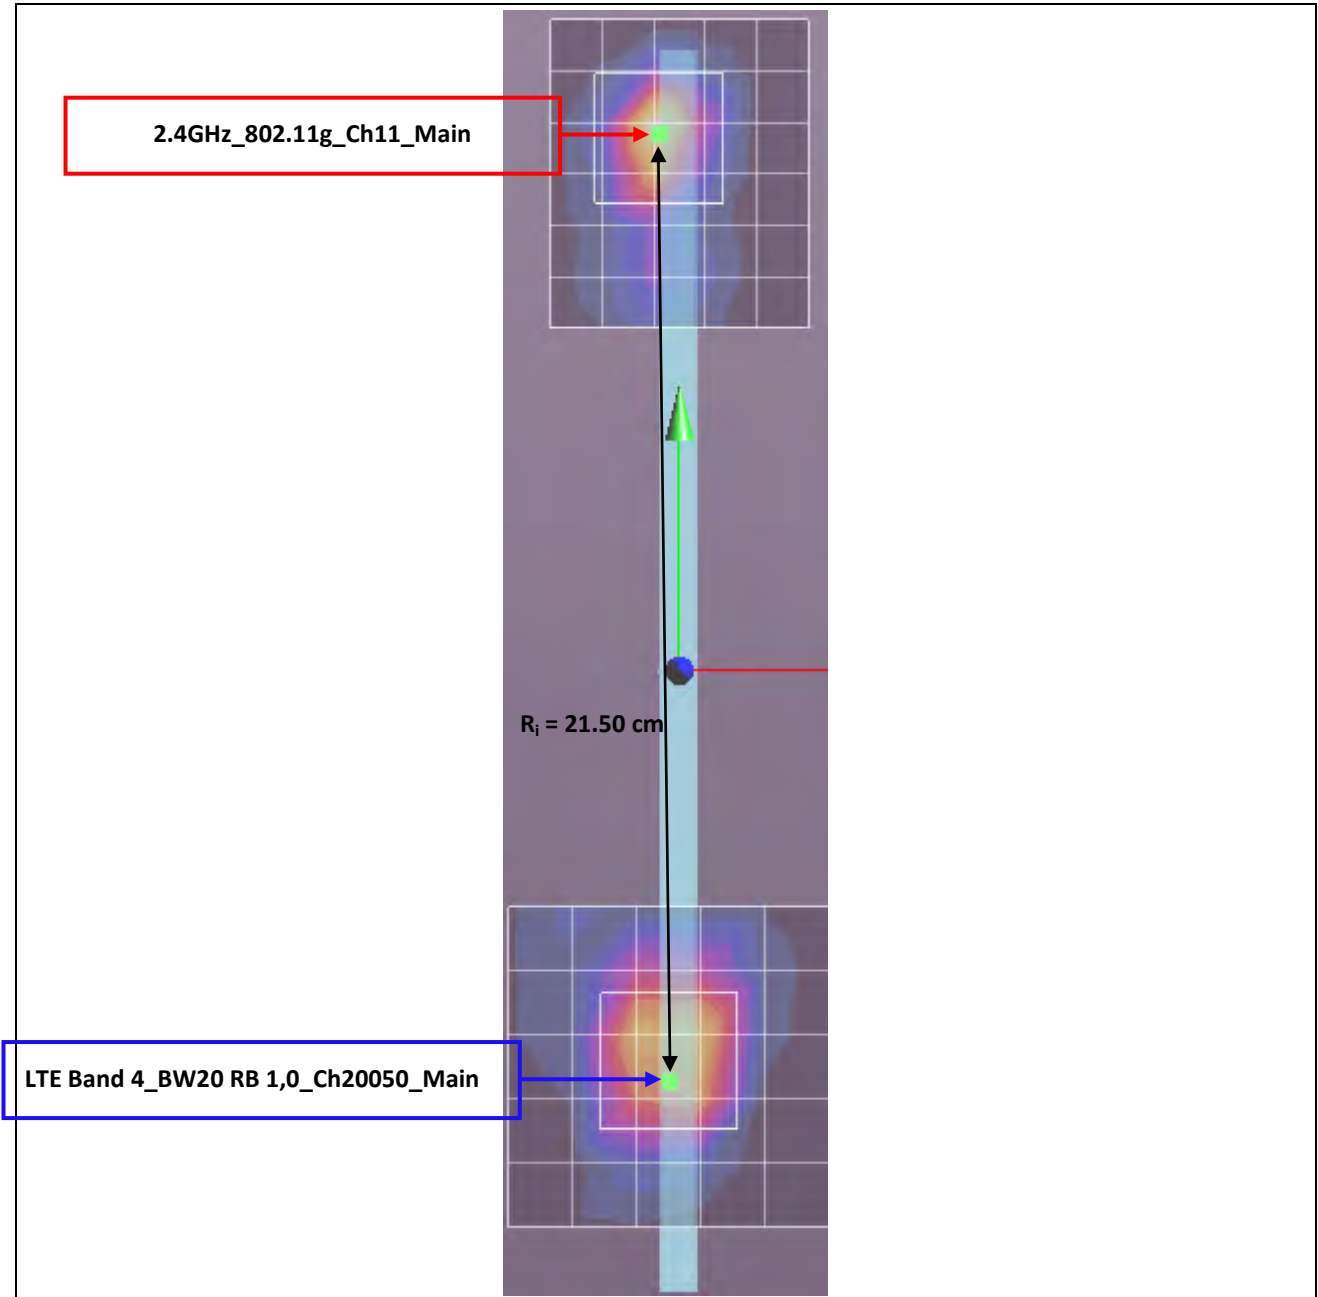 2.4GHz_802.11g_Ch11_Main
Rᵢ = 21.50 cm
LTE Band 4_BW20 RB 1,0_Ch20050_Main